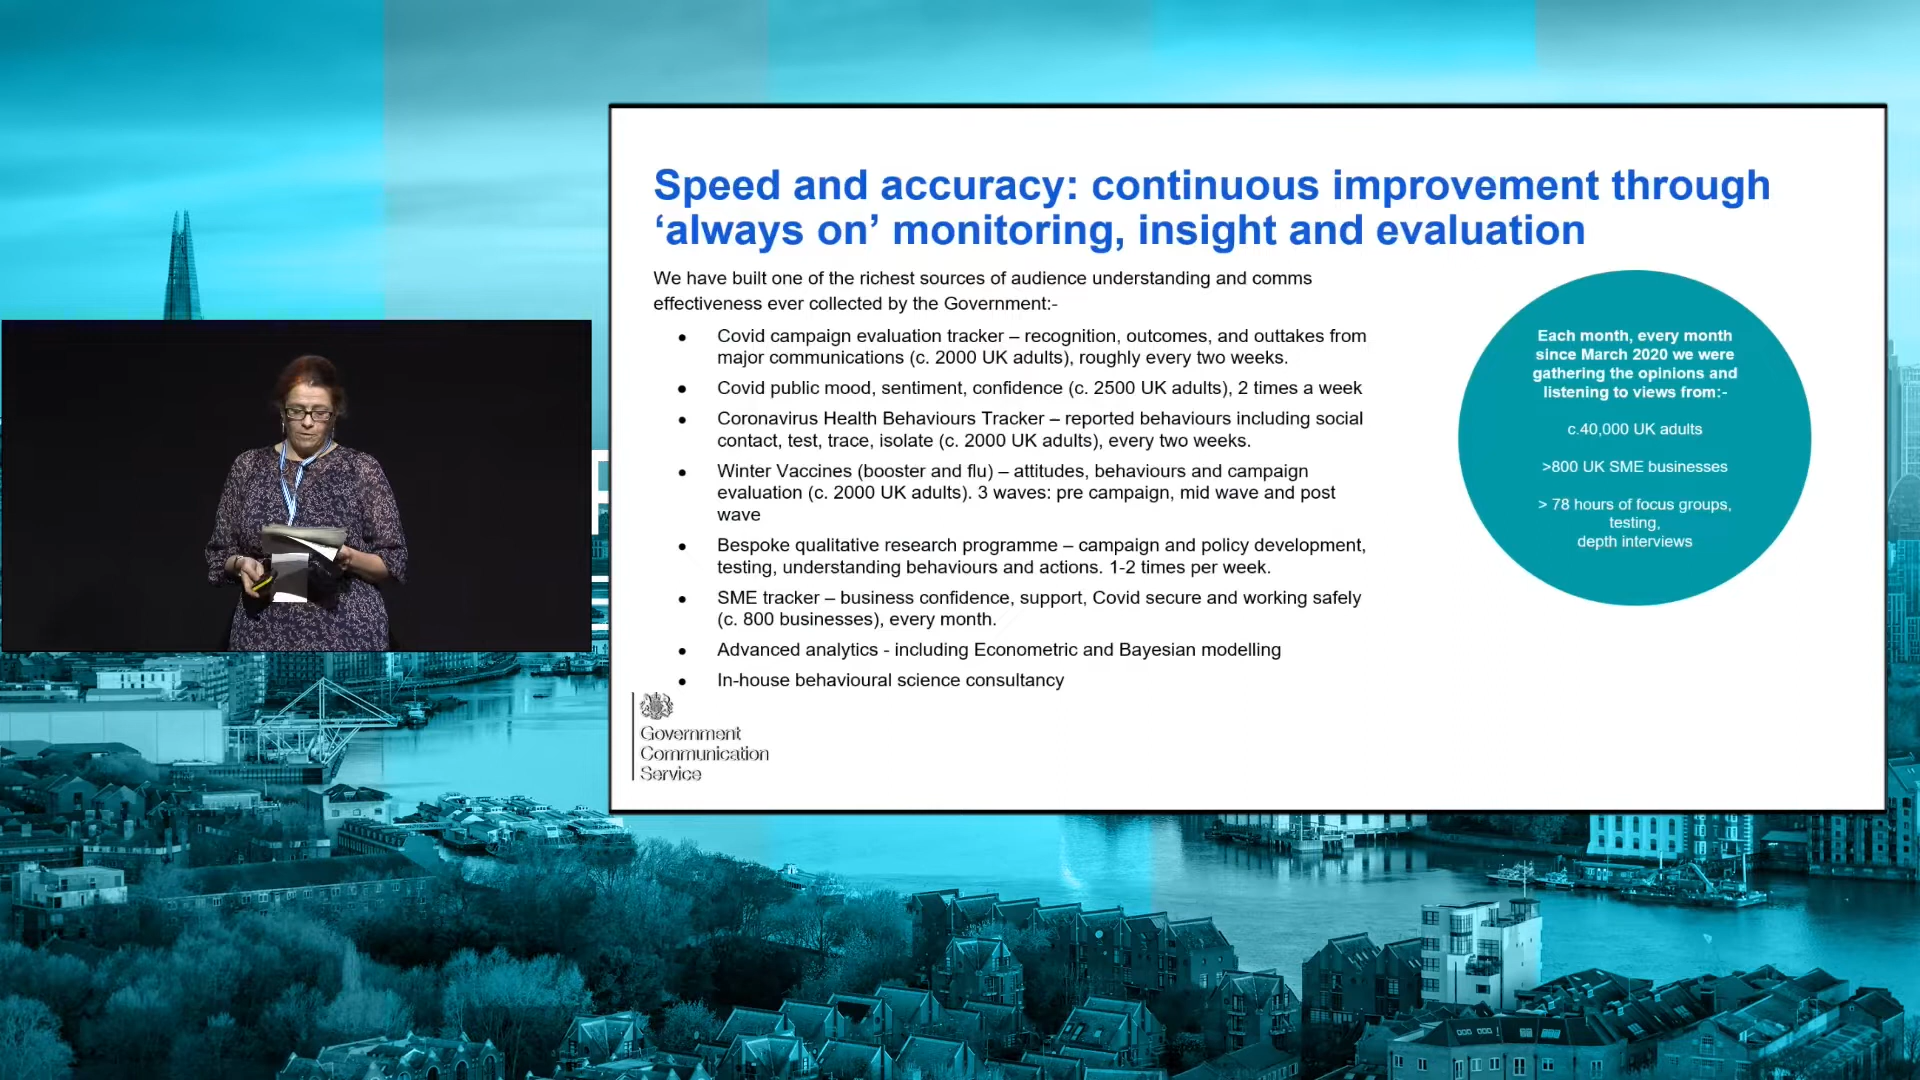 Speed and accuracy: continuous improvement through
‘always on’ monitoring, insight and evaluation
We have built one of the richest sources of audience understanding and comms
effectiveness ever collected by the Government:-
● Covid campaign evaluation tracker – recognition, outcomes, and outtakes from
major communications (c. 2000 UK adults), roughly every two weeks.
● Covid public mood, sentiment, confidence (c. 2500 UK adults), 2 times a week
● Coronavirus Health Behaviours Tracker – reported behaviours including social
contact, test, trace, isolate (c. 2000 UK adults), every two weeks.
● Winter Vaccines (booster and flu) – attitudes, behaviours and campaign
evaluation (c. 2000 UK adults). 3 waves: pre campaign, mid wave and post
wave
● Bespoke qualitative research programme – campaign and policy development,
testing, understanding behaviours and actions. 1-2 times per week.
● SME tracker – business confidence, support, Covid secure and working safely
(c. 800 businesses), every month.
● Advanced analytics - including Econometric and Bayesian modelling
● In-house behavioural science consultancy
Each month, every month
since March 2020 we were
gathering the opinions and
listening to views from:-
c.40,000 UK adults
>800 UK SME businesses
> 78 hours of focus groups,
testing,
depth interviews
Government
Communication
Service